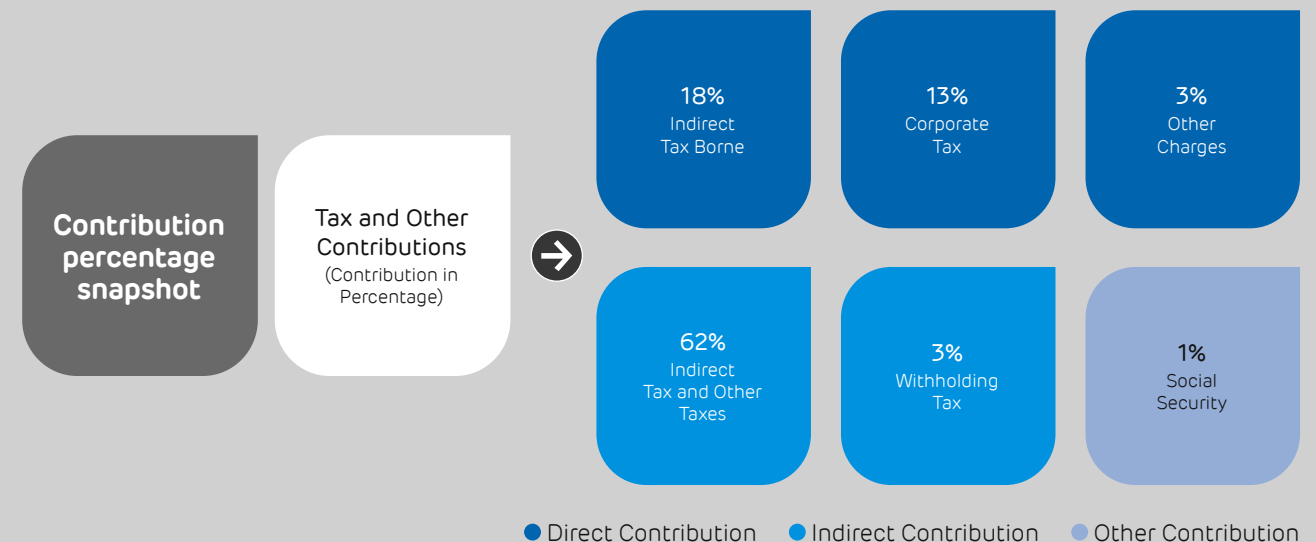 Contribution
percentage
snapshot
Tax and Other
Contributions
(Contribution in
Percentage)
18%
Indirect
Tax Borne
13%
Corporate
Tax
3%
Other
Charges
62%
Indirect
Tax and Other
Taxes
3%
Withholding
Tax
1%
Social
Security
Direct Contribution
Indirect Contribution
Other Contribution